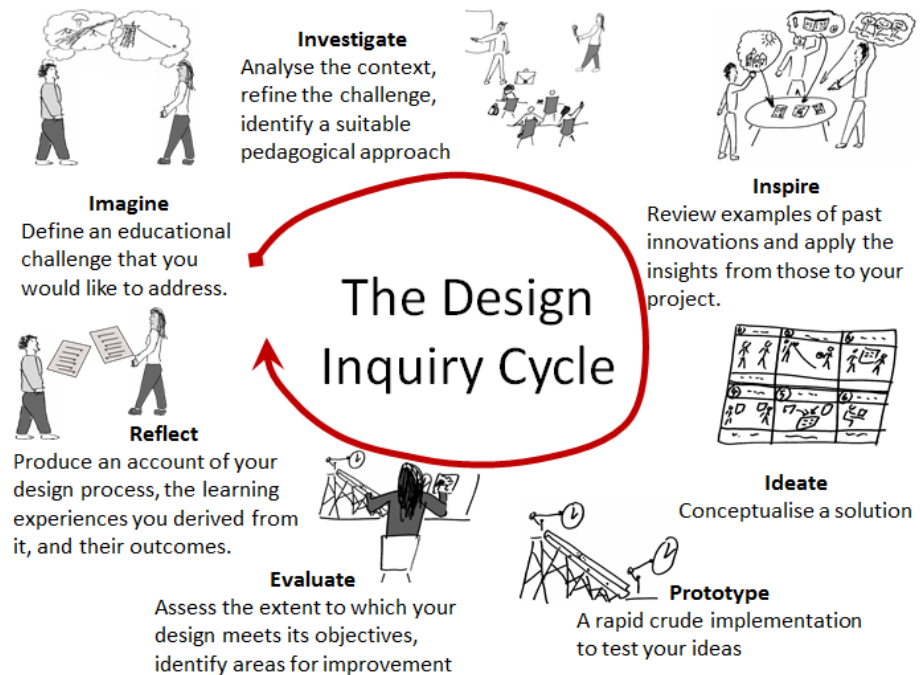 Imagine
Define an educational
challenge that you
would like to address.
Investigate
Analyse the context,
refine the challenge,
identify a suitable
pedagogical approach
Inspire
Review examples of past
innovations and apply the
insights from those to your
project.
The Design
Inquiry Cycle
Ideate
Conceptualise a solution
Prototype
A rapid crude implementation
to test your ideas
Evaluate
Assess the extent to which your
design meets its objectives,
identify areas for improvement
Reflect
Produce an account of your
design process, the learning
experiences you derived from
it, and their outcomes.